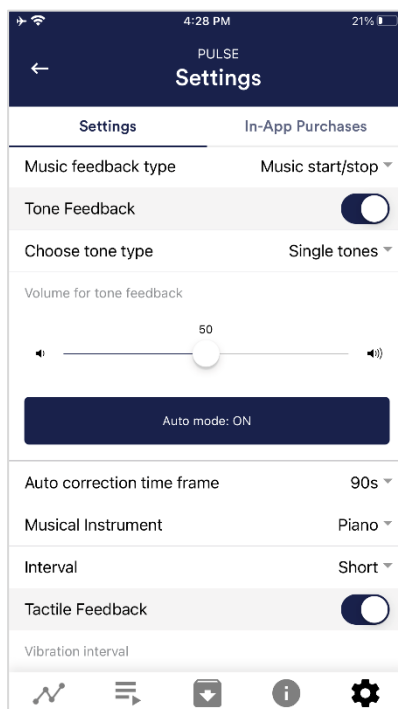 4:28 PM
21%
PULSE
Settings
Settings
In-App Purchases
Music feedback type
Music start/stop
Tone Feedback
Choose tone type
Single tones
Volume for tone feedback
50
Auto mode: ON
Auto correction time frame
90s
Musical Instrument
Piano
Interval
Short
Tactile Feedback
Vibration interval